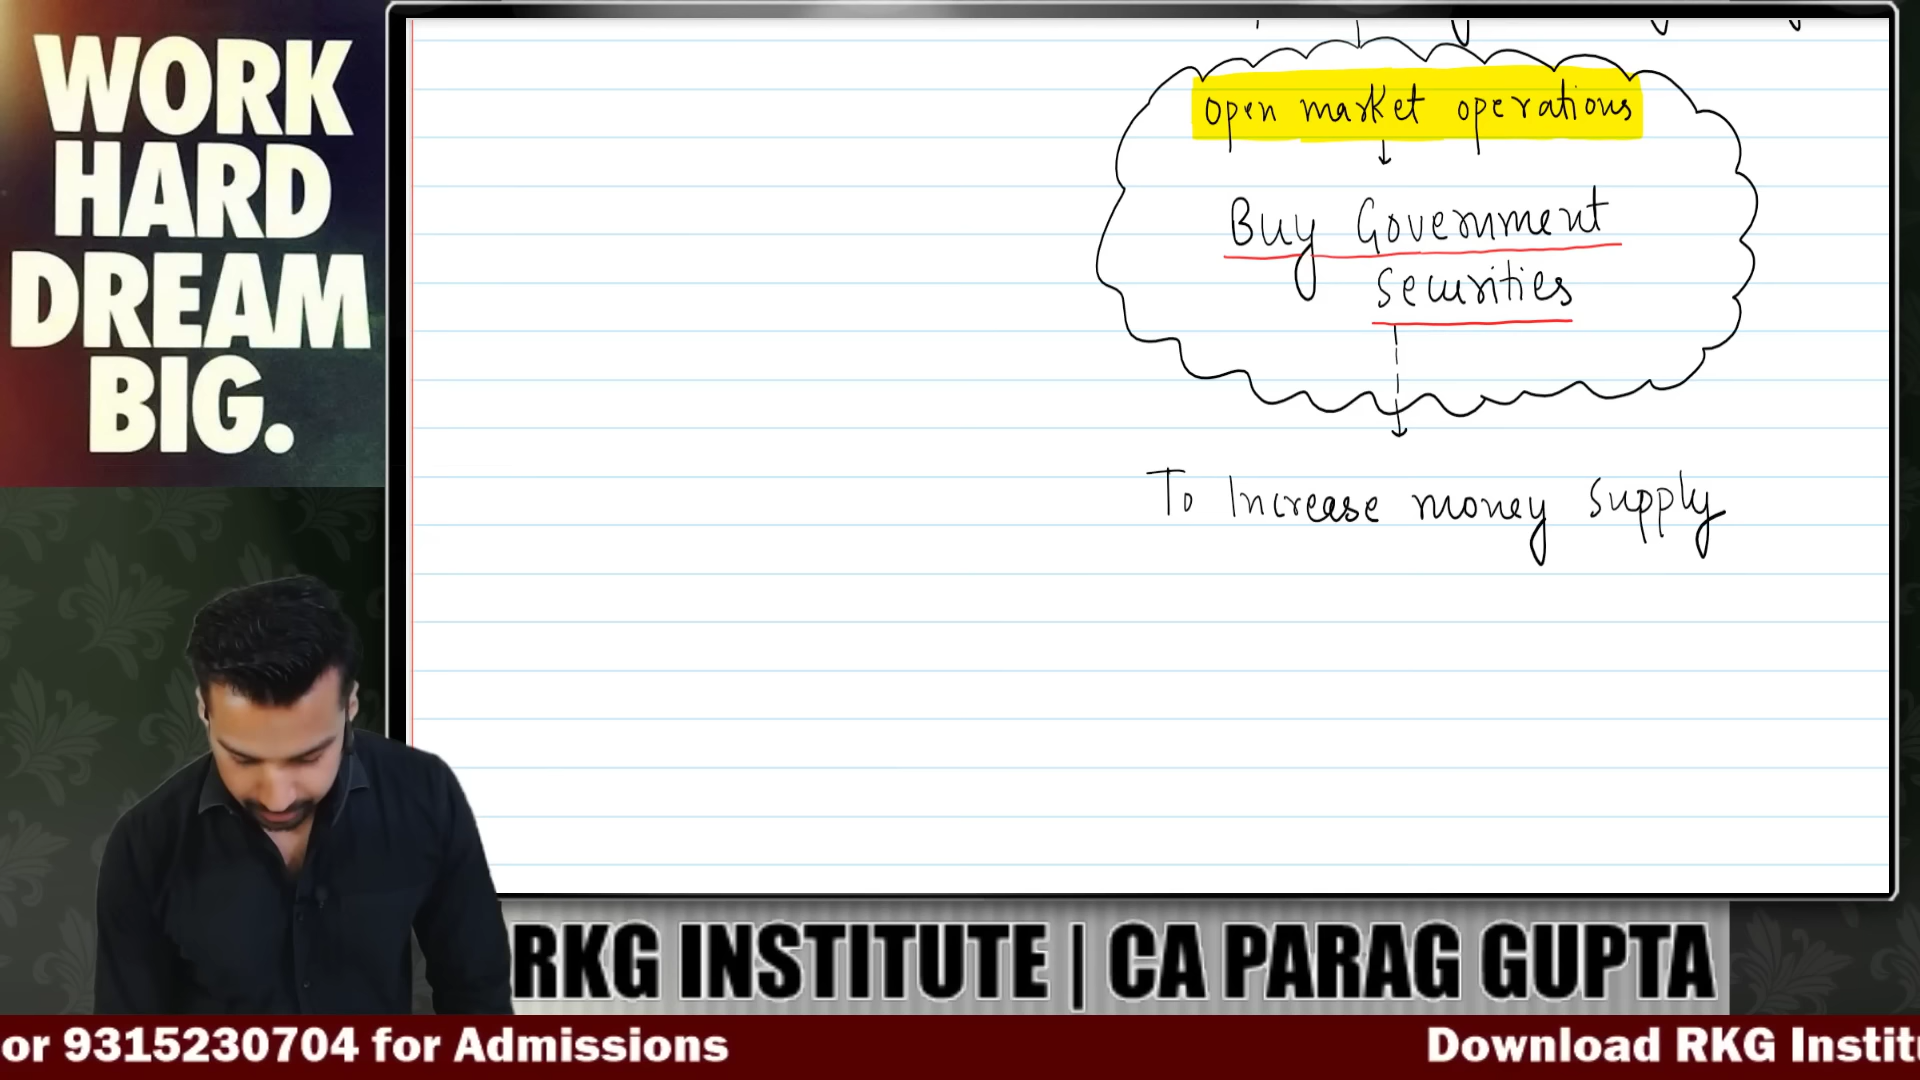 WORK
HARD
DREAM
BIG.
open market operations
Buy Government
securities
To Increase money supply
RKG INSTITUTE | CA PARAG GUPTA
or 9315230704 for Admissions
Download RKG Institu